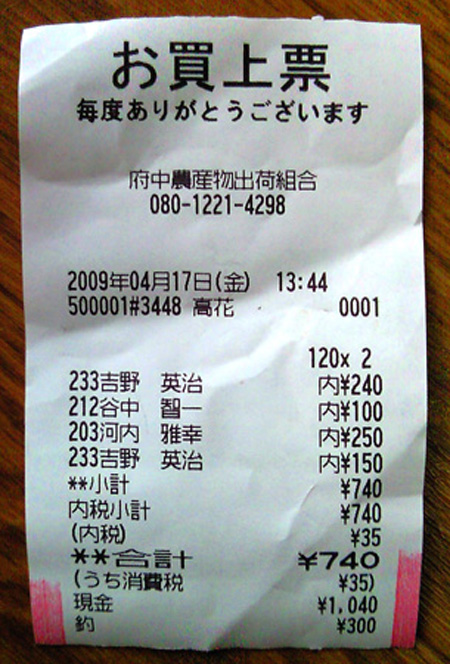 お買上票
毎度ありがとうございます
府中農産物出荷組合
080-1221-4298
2009年04月17日(金) 13:44
500001#3448 高花 0001
120x 2
233吉野 英治 内¥240
212谷中 智一 内¥100
203河内 雅幸 内¥250
233吉野 英治 内¥150
**小計 ¥740
内税小計 ¥740
(内税) ¥35
**合計 ¥740
(うち消費税 ¥35)
現金 ¥1,040
釣 ¥300